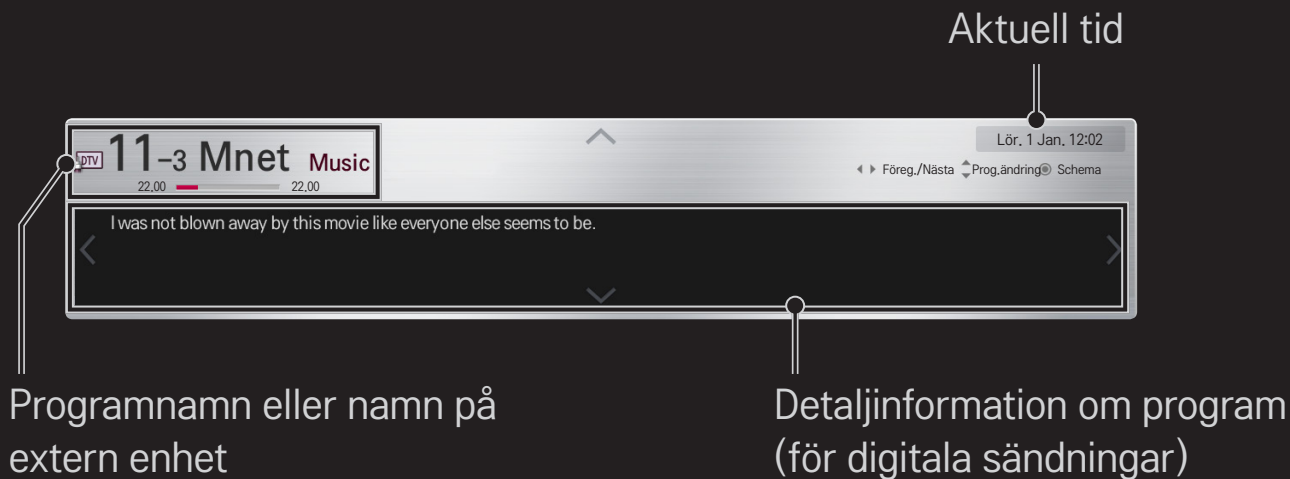 Aktuell tid
DTV 11-3 Mnet Music
22.00 22.00
Lör. 1 Jan. 12:02
Föreg./Nästa Prog.ändring Schema
I was not blown away by this movie like everyone else seems to be.
Programnamn eller namn på
extern enhet
Detaljinformation om program
(för digitala sändningar)